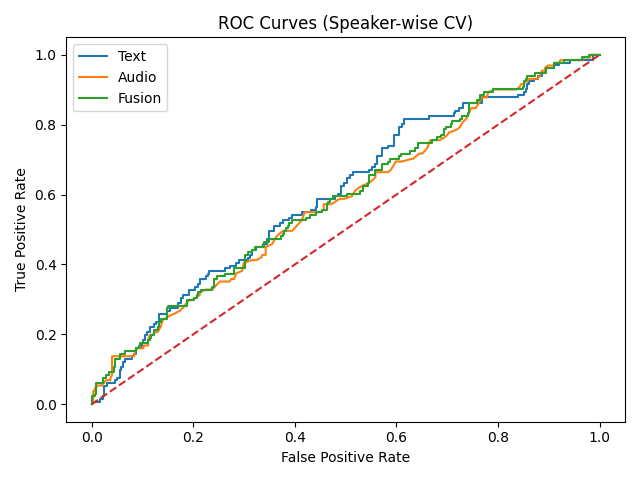 ROC Curves (Speaker-wise CV)
Text
Audio
Fusion
True Positive Rate
1.0
0.8
0.6
0.4
0.2
0.0
0.0 0.2 0.4 0.6 0.8 1.0
False Positive Rate